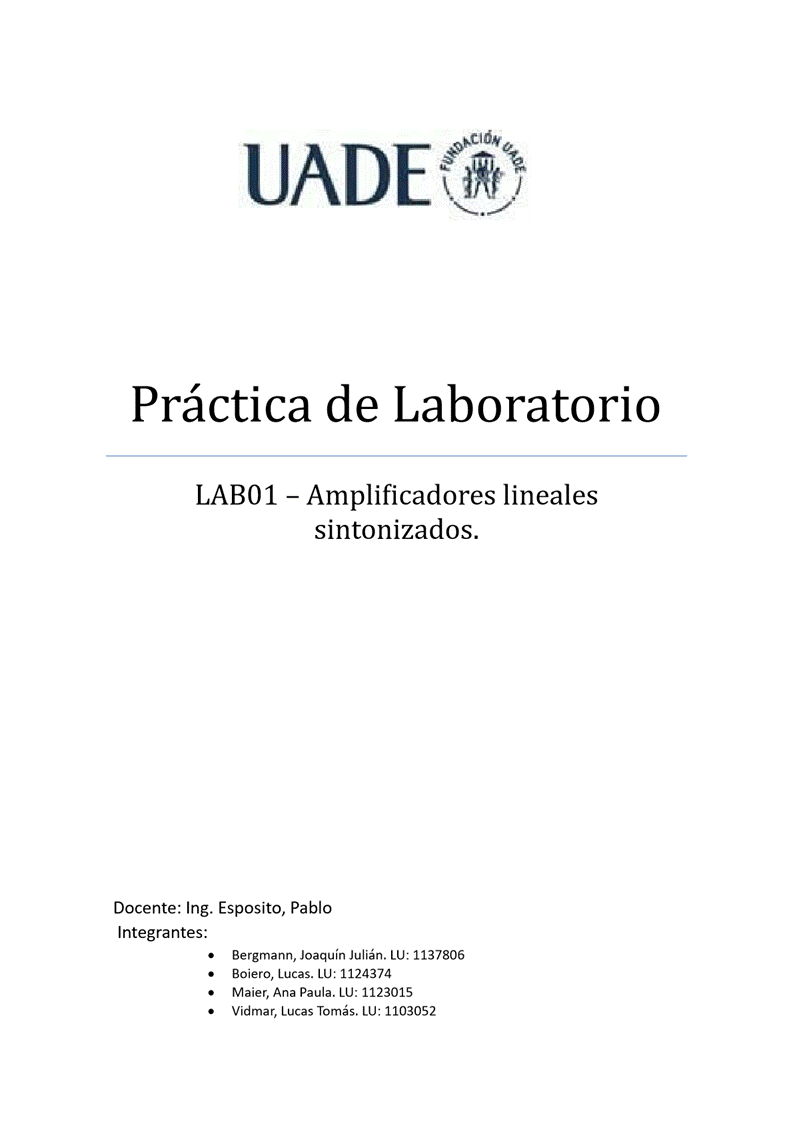 UADE
FUNDACIÓN UADE
Práctica de Laboratorio
LAB01 – Amplificadores lineales
sintonizados.
Docente: Ing. Esposito, Pablo
Integrantes:
• Bergmann, Joaquín Julián. LU: 1137806
• Boiero, Lucas. LU: 1124374
• Maier, Ana Paula. LU: 1123015
• Vidmar, Lucas Tomás. LU: 1103052